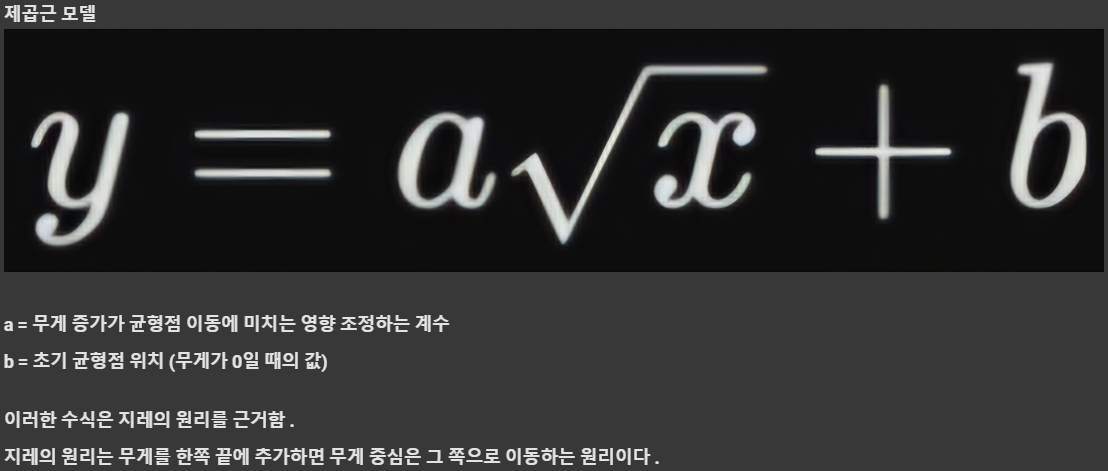 제곱근 모델
y = a√x + b
a = 무게 증가가 균형점 이동에 미치는 영향 조정하는 계수
b = 초기 균형점 위치 (무게가 0일 때의 값)
이러한 수식은 지레의 원리를 근거함 .
지레의 원리는 무게를 한쪽 끝에 추가하면 무게 중심은 그 쪽으로 이동하는 원리이다 .